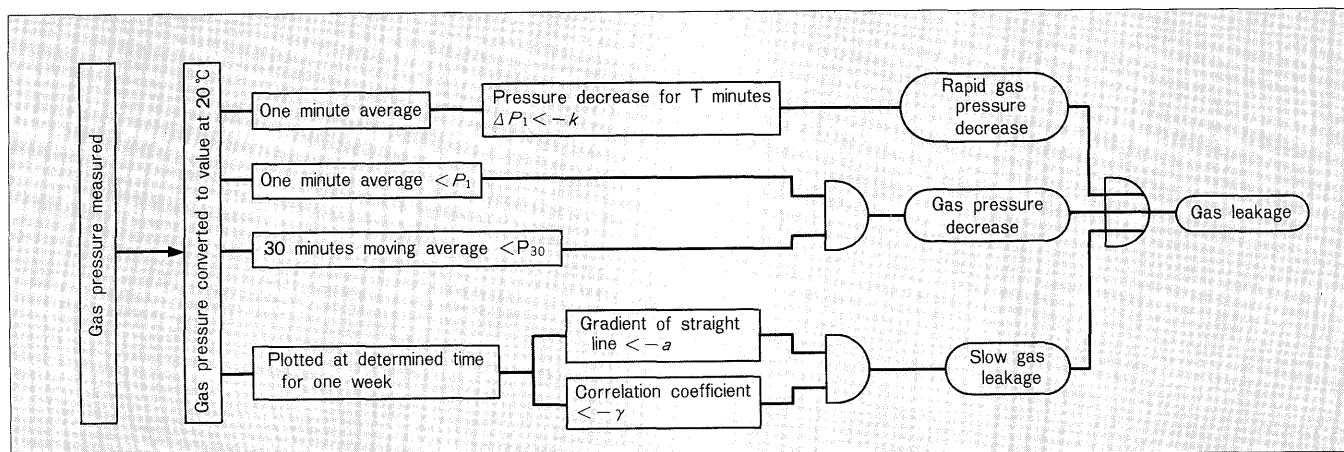 Gas pressure measured
Gas pressure converted to value at 20℃
One minute average
Pressure decrease for T minutes
ΔP₁<−k
Rapid gas
pressure
decrease
One minute average <P₁
30 minutes moving average <P₃₀
Gas pressure
decrease
Gas leakage
Plotted at determined time
for one week
Gradient of straight
line <−a
Correlation coefficient
<−γ
Slow gas
leakage